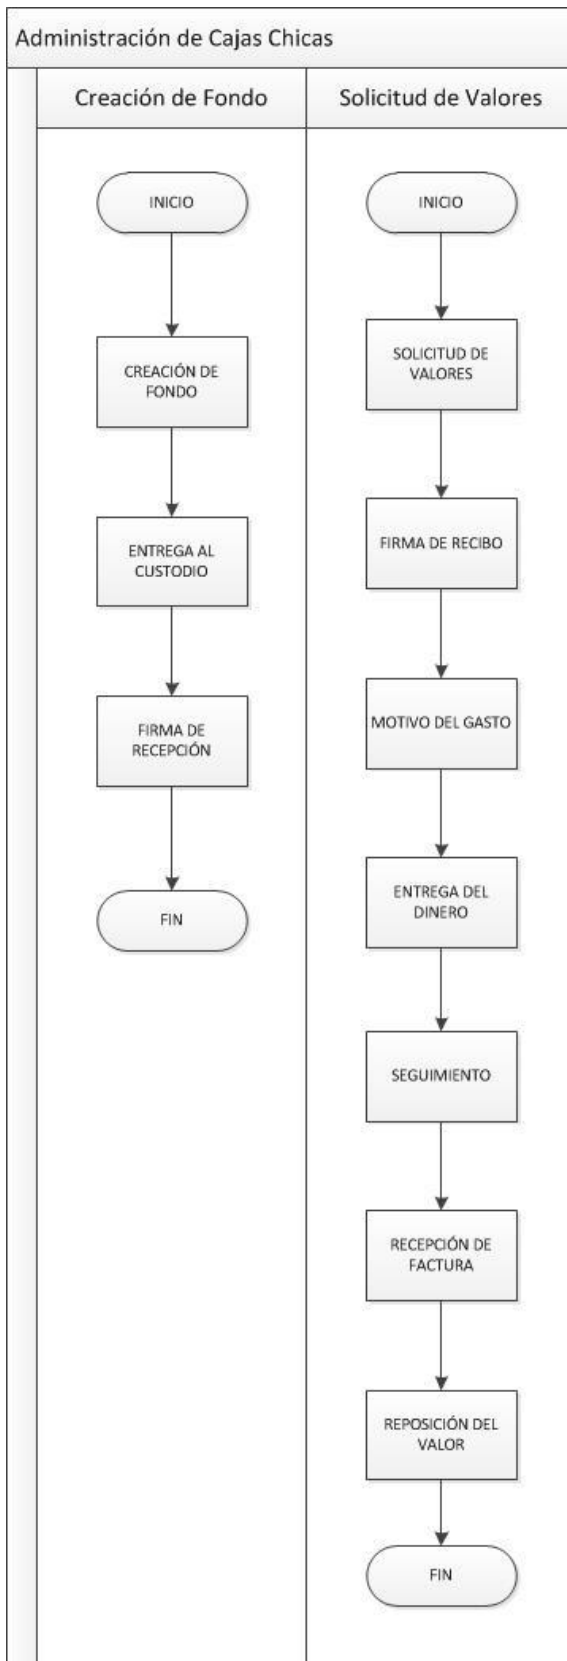 Administración de Cajas Chicas
Creación de Fondo
Solicitud de Valores
INICIO
CREACIÓN DE
FONDO
ENTREGA AL
CUSTODIO
FIRMA DE
RECEPCIÓN
FIN
INICIO
SOLICITUD DE
VALORES
FIRMA DE RECIBO
MOTIVO DEL GASTO
ENTREGA DEL
DINERO
SEGUIMIENTO
RECEPCIÓN DE
FACTURA
REPOSICIÓN DEL
VALOR
FIN